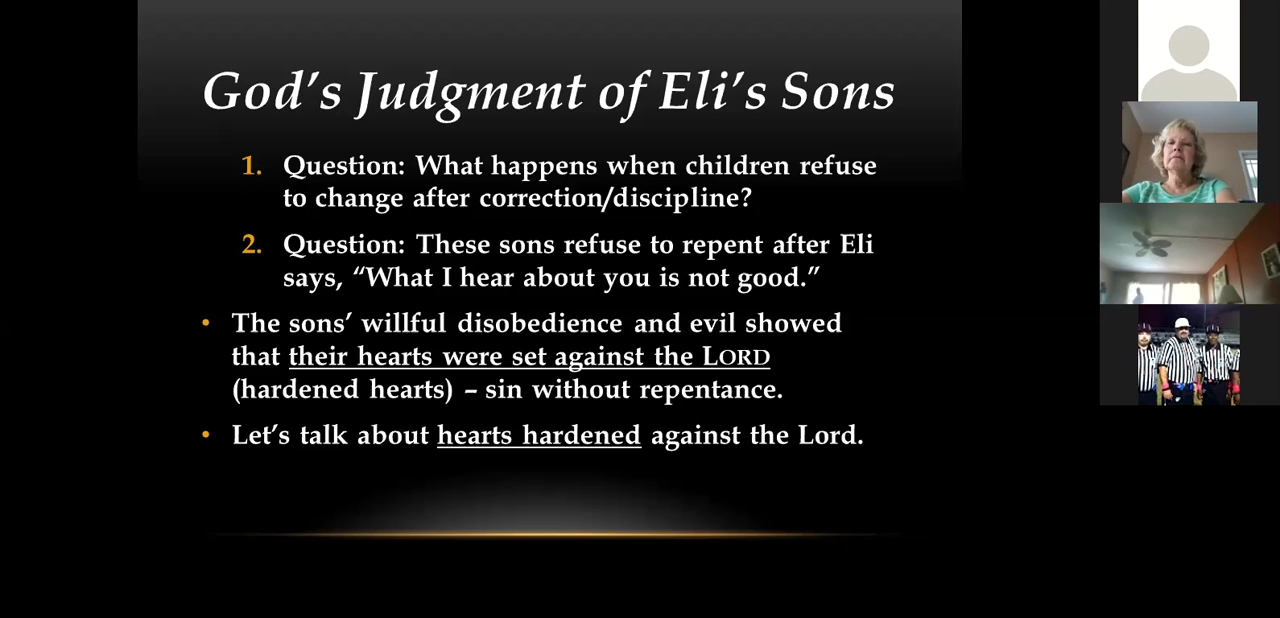 God’s Judgment of Eli’s Sons
1. Question: What happens when children refuse
to change after correction/discipline?
2. Question: These sons refuse to repent after Eli
says, “What I hear about you is not good.”
• The sons’ willful disobedience and evil showed
that their hearts were set against the LORD
(hardened hearts) – sin without repentance.
• Let’s talk about hearts hardened against the Lord.